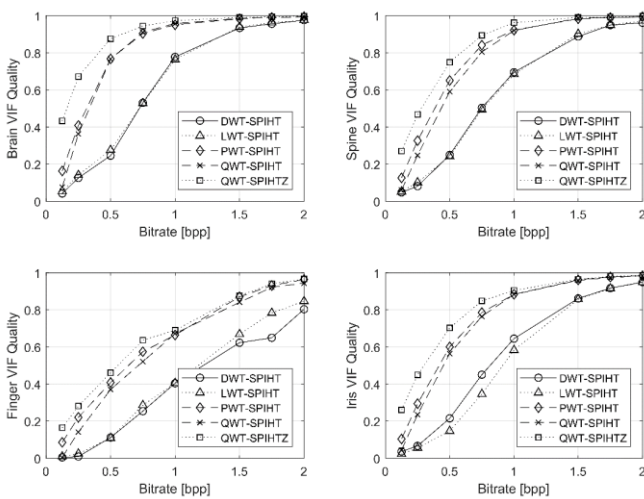 1
0.8
0.6
0.4
0.2
0
Brain VIF Quality
DWT-SPIHT
LWT-SPIHT
PWT-SPIHT
QWT-SPIHT
QWT-SPIHTZ
0 0.5 1 1.5 2
Bitrate [bpp]
1
0.8
0.6
0.4
0.2
0
Spine VIF Quality
DWT-SPIHT
LWT-SPIHT
PWT-SPIHT
QWT-SPIHT
QWT-SPIHTZ
0 0.5 1 1.5 2
Bitrate [bpp]
1
0.8
0.6
0.4
0.2
0
Finger VIF Quality
DWT-SPIHT
LWT-SPIHT
PWT-SPIHT
QWT-SPIHT
QWT-SPIHTZ
0 0.5 1 1.5 2
Bitrate [bpp]
1
0.8
0.6
0.4
0.2
0
Iris VIF Quality
DWT-SPIHT
LWT-SPIHT
PWT-SPIHT
QWT-SPIHT
QWT-SPIHTZ
0 0.5 1 1.5 2
Bitrate [bpp]